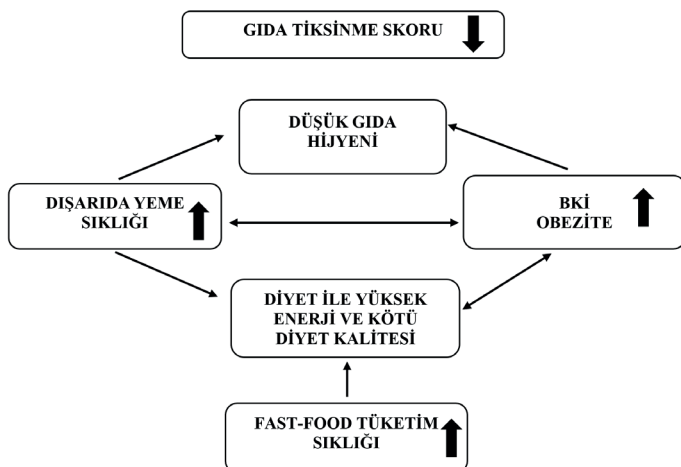 GIDA TİKSİNME SKORU
DÜŞÜK GIDA
HİJYENİ
DIŞARIDA YEME
SIKLIĞI
BKİ
OBEZİTE
DİYET İLE YÜKSEK
ENERJİ VE KÖTÜ
DİYET KALİTESİ
FAST-FOOD TÜKETİM
SIKLIĞI